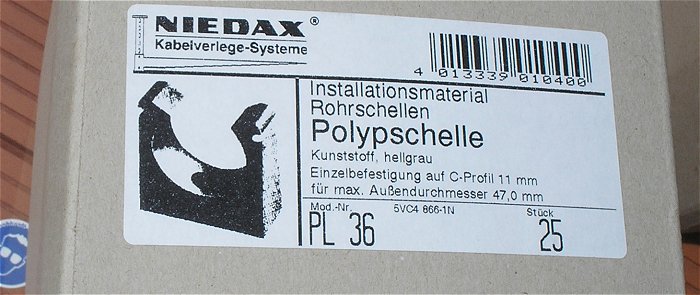 NIEDAX®
Kabelverlege-Systeme
4 013339 010400
Installationsmaterial
Rohrschellen
Polypschelle
Kunststoff, hellgrau
Einzelbefestigung auf C-Profil 11 mm
für max. Außendurchmesser 47,0 mm
Mod.-Nr. 5VC4 866-1N Stück
PL 36 25